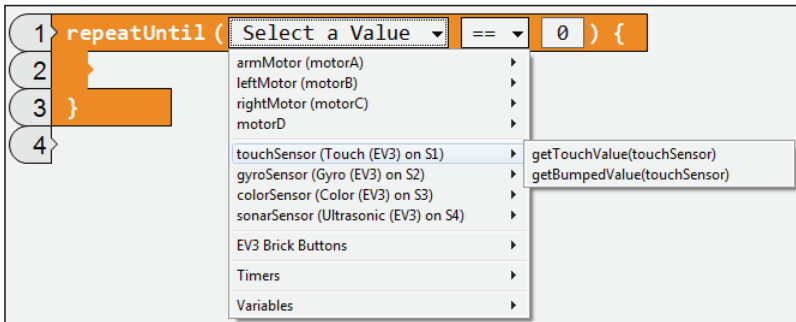 1 repeatUntil ( Select a Value == 0 ) {
armMotor (motorA)
2
leftMotor (motorB)
3 }
rightMotor (motorC)
motorD
4
touchSensor (Touch (EV3) on S1)
getTouchValue(touchSensor)
gyroSensor (Gyro (EV3) on S2)
getBumpedValue(touchSensor)
colorSensor (Color (EV3) on S3)
sonarSensor (Ultrasonic (EV3) on S4)
EV3 Brick Buttons
Timers
Variables